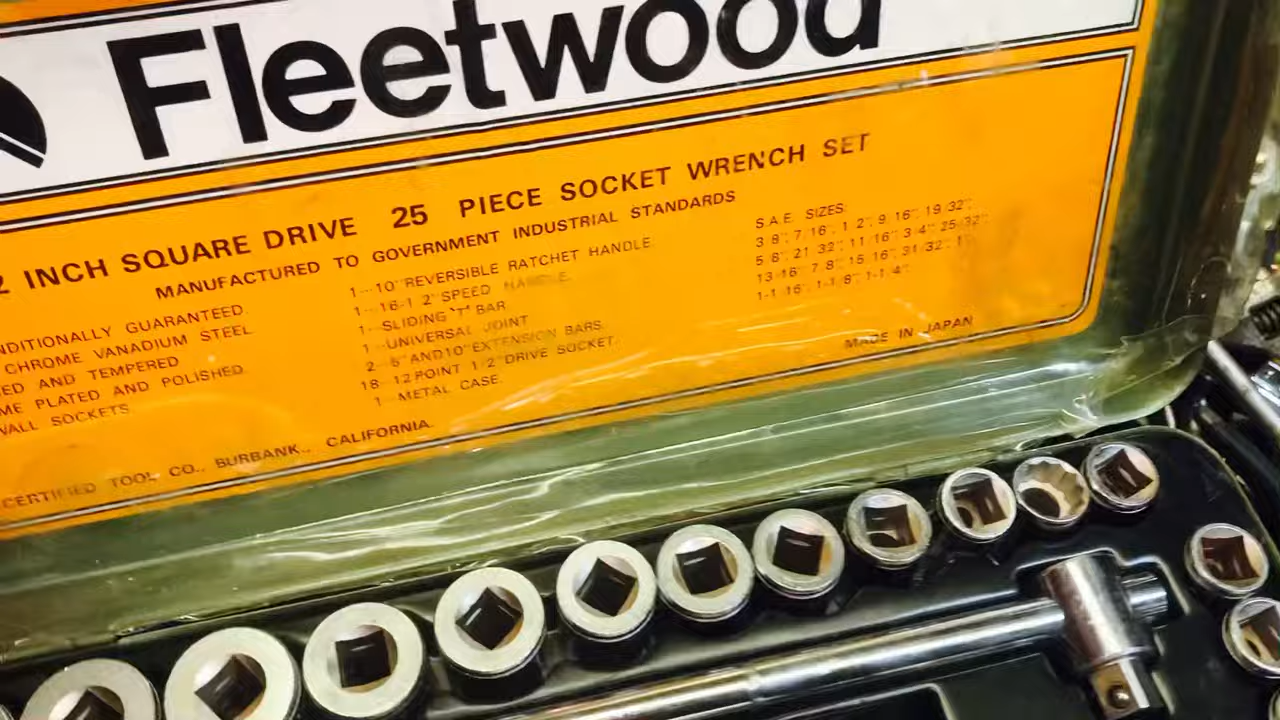 Fleetwood
2 INCH SQUARE DRIVE 25 PIECE SOCKET WRENCH SET
MANUFACTURED TO GOVERNMENT INDUSTRIAL STANDARDS
NDITIONALLY GUARANTEED.
CHROME VANADIUM STEEL
ED AND TEMPERED
ME PLATED AND POLISHED.
WALL SOCKETS
1--10" REVERSIBLE RATCHET HANDLE.
1--16-1 2" SPEED HANDLE.
1--SLIDING "T" BAR
1--UNIVERSAL JOINT
2--5" AND 10" EXTENSION BARS.
18--12 POINT 1/2" DRIVE SOCKET.
1--METAL CASE.
S.A.E. SIZES:
3 8", 7/16", 1 2", 9 16", 19 32"
5 8", 21 32", 11/16", 3/4", 25/32"
13 16", 7 8", 15 16", 31/32", 1"
1-1 16", 1-1 8", 1-1 4"
MADE IN JAPAN
CERTIFIED TOOL CO., BURBANK., CALIFORNIA.